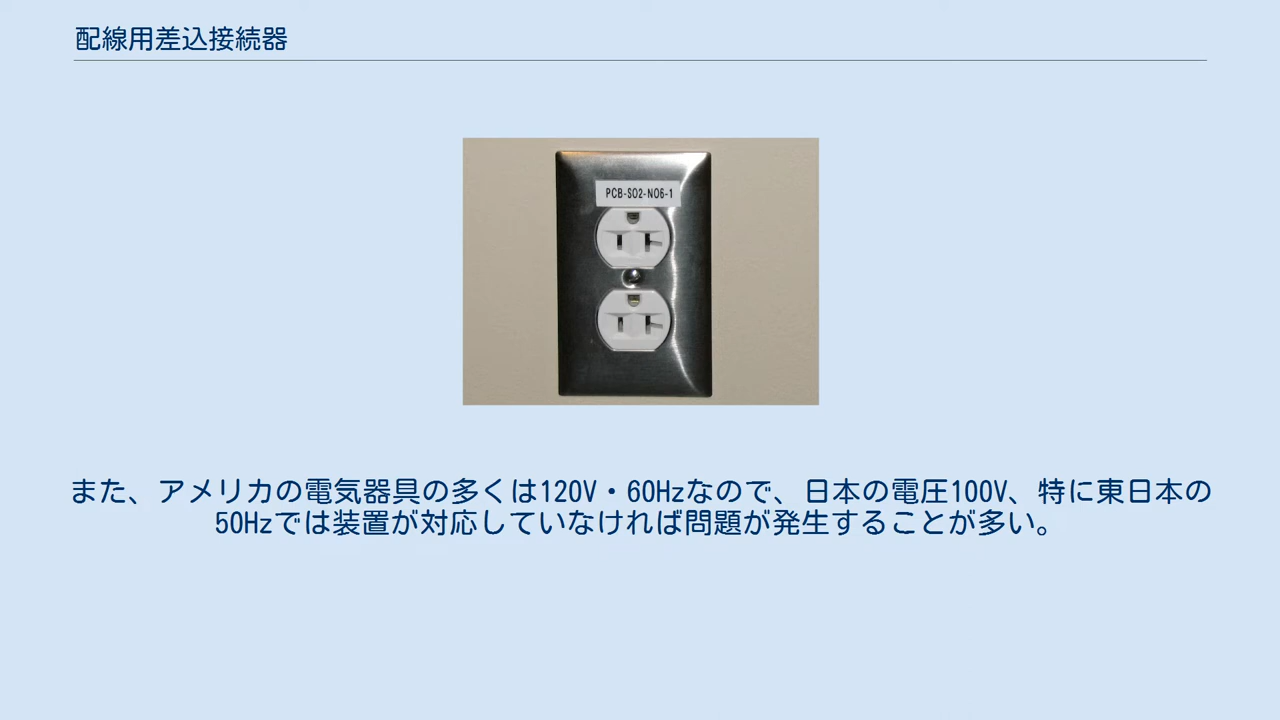 配線用差込接続器
PCB-SO2-NO6-1
また、アメリカの電気器具の多くは120V・60Hzなので、日本の電圧100V、特に東日本の
50Hzでは装置が対応していなければ問題が発生することが多い。